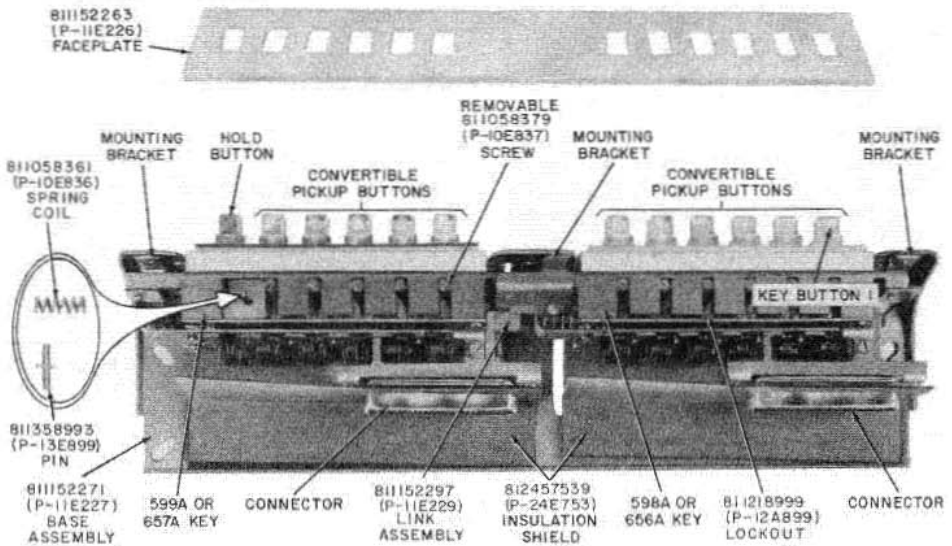 811152263
(P-11E226)
FACEPLATE
MOUNTING
BRACKET
HOLD
BUTTON
REMOVABLE
811058379
(P-10E837)
SCREW
MOUNTING
BRACKET
MOUNTING
BRACKET
811058361
(P-10E836)
SPRING
COIL
CONVERTIBLE
PICKUP BUTTONS
CONVERTIBLE
PICKUP BUTTONS
KEY BUTTON 1
811358993
(P-13E899)
PIN
811152271
(P-11E227)
BASE
ASSEMBLY
599A OR
657A KEY
CONNECTOR
811152297
(P-11E229)
LINK
ASSEMBLY
812457539
(P-24E753)
INSULATION
SHIELD
598A OR
656A KEY
811218999
(P-12A899)
LOCKOUT
CONNECTOR